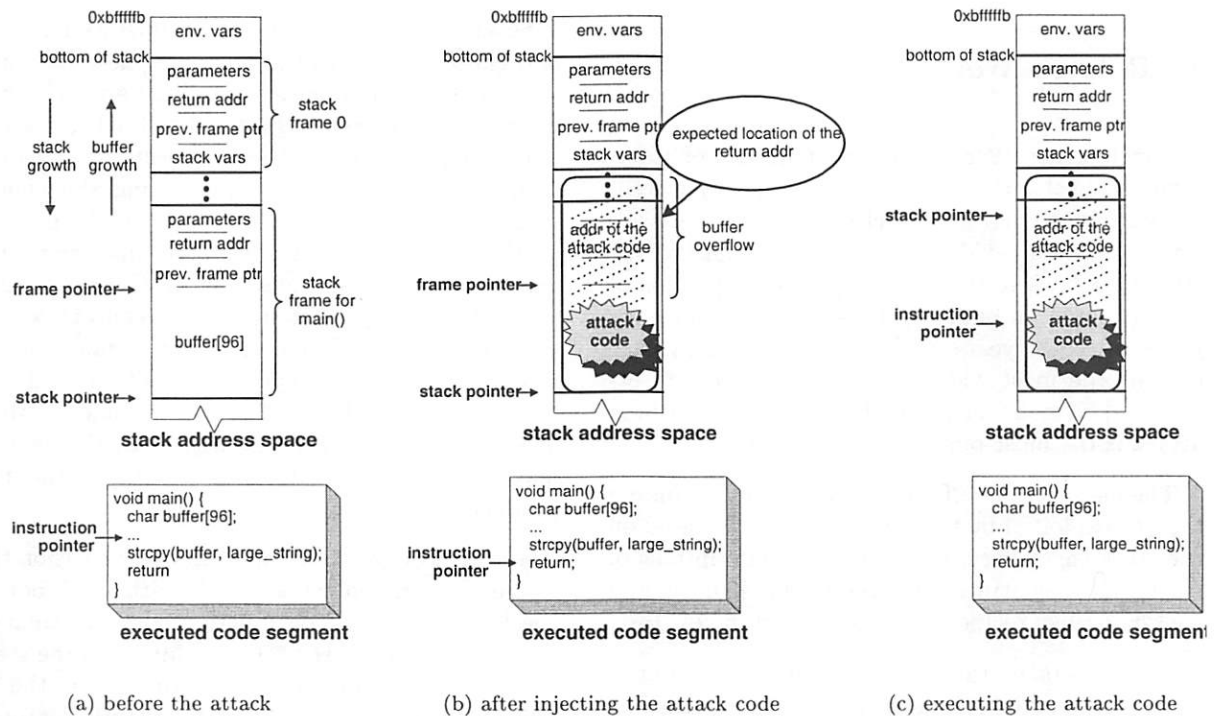 0xbfffffb
env. vars
bottom of stack
parameters
return addr
prev. frame ptr
stack vars
stack
frame 0
stack
growth
buffer
growth
parameters
return addr
prev. frame ptr
frame pointer
stack
frame for
main()
buffer[96]
stack pointer
stack address space
void main() {
char buffer[96];
...
strcpy(buffer, large_string);
return
}
instruction
pointer
executed code segment
(a) before the attack
0xbfffffb
env. vars
bottom of stack
parameters
return addr
prev. frame ptr
stack vars
expected location of the
return addr
addr of the
attack code
buffer
overflow
frame pointer
attack
code
stack pointer
stack address space
void main() {
char buffer[96];
...
strcpy(buffer, large_string);
return;
}
instruction
pointer
executed code segment
(b) after injecting the attack code
0xbfffffb
env. vars
bottom of stack
parameters
return addr
prev. frame ptr
stack vars
stack pointer
addr of the
attack code
instruction
pointer
attack
code
stack address space
void main() {
char buffer[96];
...
strcpy(buffer, large_string);
return;
}
executed code segment
(c) executing the attack code